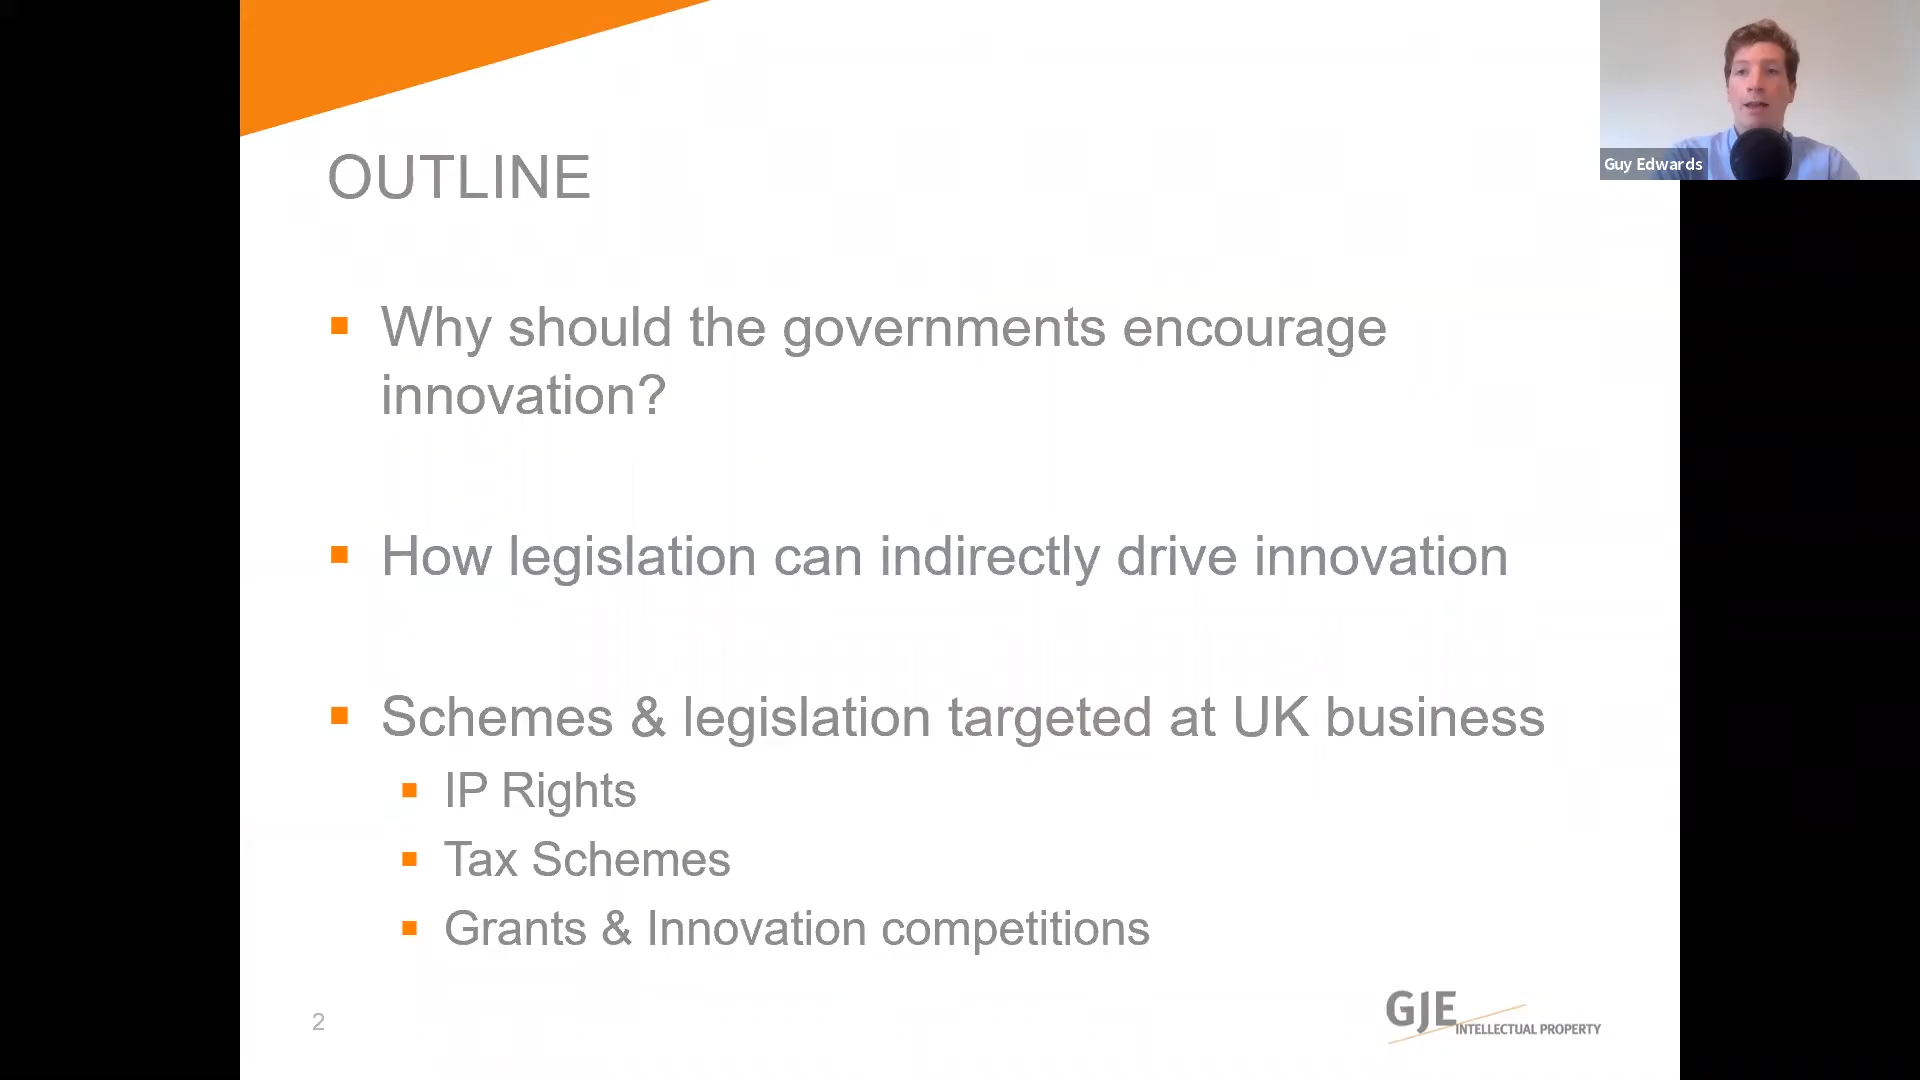 Guy Edwards
OUTLINE
Why should the governments encourage
innovation?
How legislation can indirectly drive innovation
Schemes & legislation targeted at UK business
IP Rights
Tax Schemes
Grants & Innovation competitions
2
GJE
INTELLECTUAL PROPERTY